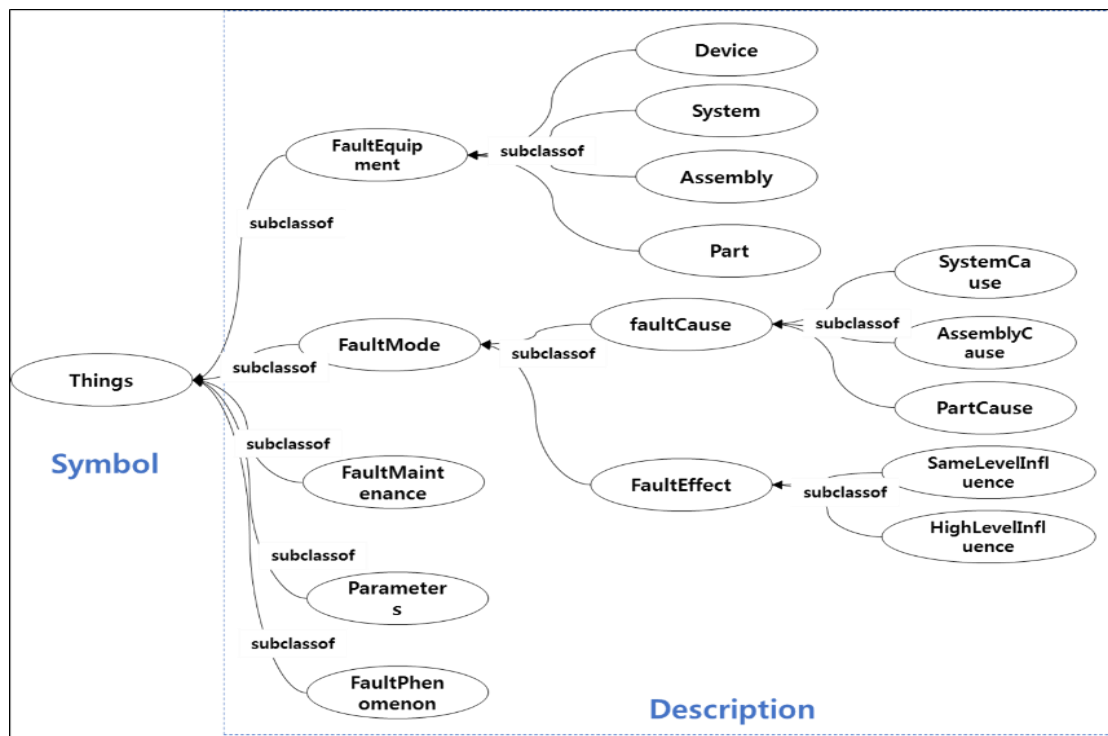 Device
System
FaultEquip
ment
subclassof
Assembly
subclassof
Part
SystemCa
use
faultCause
subclassof
FaultMode
AssemblyC
ause
subclassof
subclassof
Things
PartCause
subclassof
Symbol
FaultMaint
enance
FaultEffect
SameLevelInfl
uence
subclassof
HighLevelInfl
uence
subclassof
Parameter
s
subclassof
FaultPhen
omenon
Description